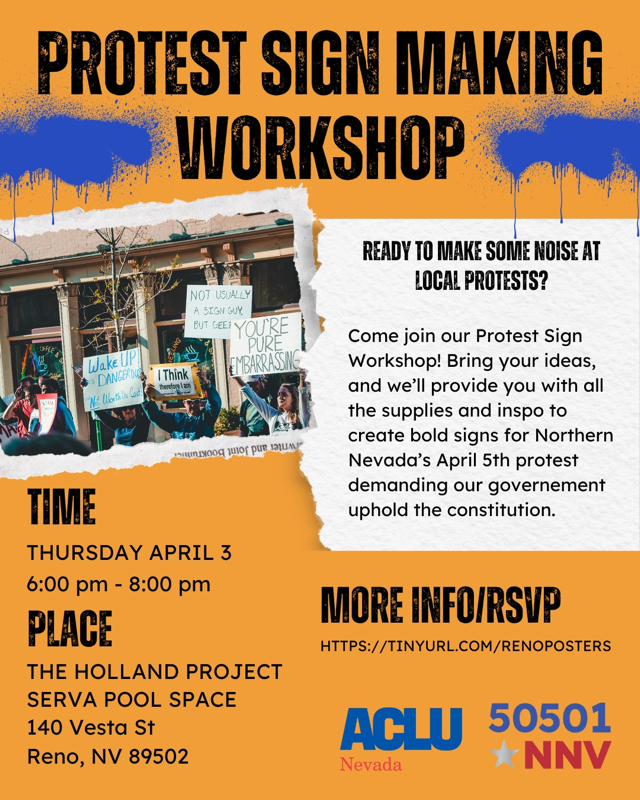 PROTEST SIGN MAKING
WORKSHOP
NOT USUALLY
A SIGN GUY,
BUT GEE
YOU'RE
PURE
EMBARRASSING
Wake UP!
DANGEROUS
I Think
therefore I am
READY TO MAKE SOME NOISE AT
LOCAL PROTESTS?
Come join our Protest Sign
Workshop! Bring your ideas,
and we'll provide you with all
the supplies and inspo to
create bold signs for Northern
Nevada's April 5th protest
demanding our governement
uphold the constitution.
TIME
THURSDAY APRIL 3
6:00 pm - 8:00 pm
PLACE
THE HOLLAND PROJECT
SERVA POOL SPACE
140 Vesta St
Reno, NV 89502
MORE INFO/RSVP
HTTPS://TINYURL.COM/RENOPOSTERS
ACLU
Nevada
50501
NNV